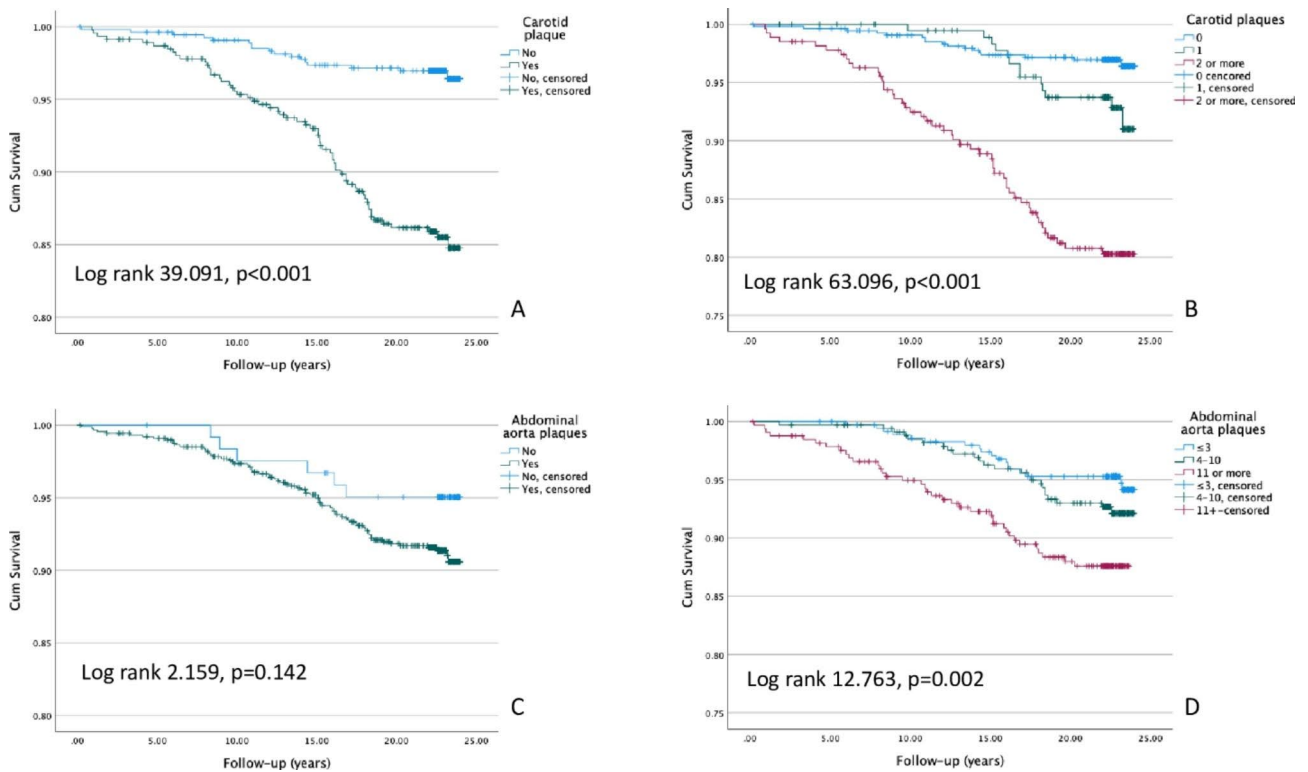 Carotid
plaque
No
Yes
No, censored
Yes, censored
1.00
0.95
0.90
0.85
0.80
Cum Survival
Log rank 39.091, p<0.001
A
.00 5.00 10.00 15.00 20.00 25.00
Follow-up (years)
Carotid plaques
0
1
2 or more
0 cencored
1, censored
2 or more, censored
1.00
0.95
0.90
0.85
0.80
0.75
Cum Survival
Log rank 63.096, p<0.001
B
.00 5.00 10.00 15.00 20.00 25.00
Follow-up (years)
Abdominal
aorta plaques
No
Yes
No, censored
Yes, censored
1.00
0.95
0.90
0.85
0.80
Cum Survival
Log rank 2.159, p=0.142
C
.00 5.00 10.00 15.00 20.00 25.00
Follow-up (years)
Abdominal
aorta plaques
≤3
4-10
11 or more
≤3, censored
4-10, censored
11+-censored
1.00
0.95
0.90
0.85
0.80
0.75
Cum Survival
Log rank 12.763, p=0.002
D
.00 5.00 10.00 15.00 20.00 25.00
Follow-up (years)